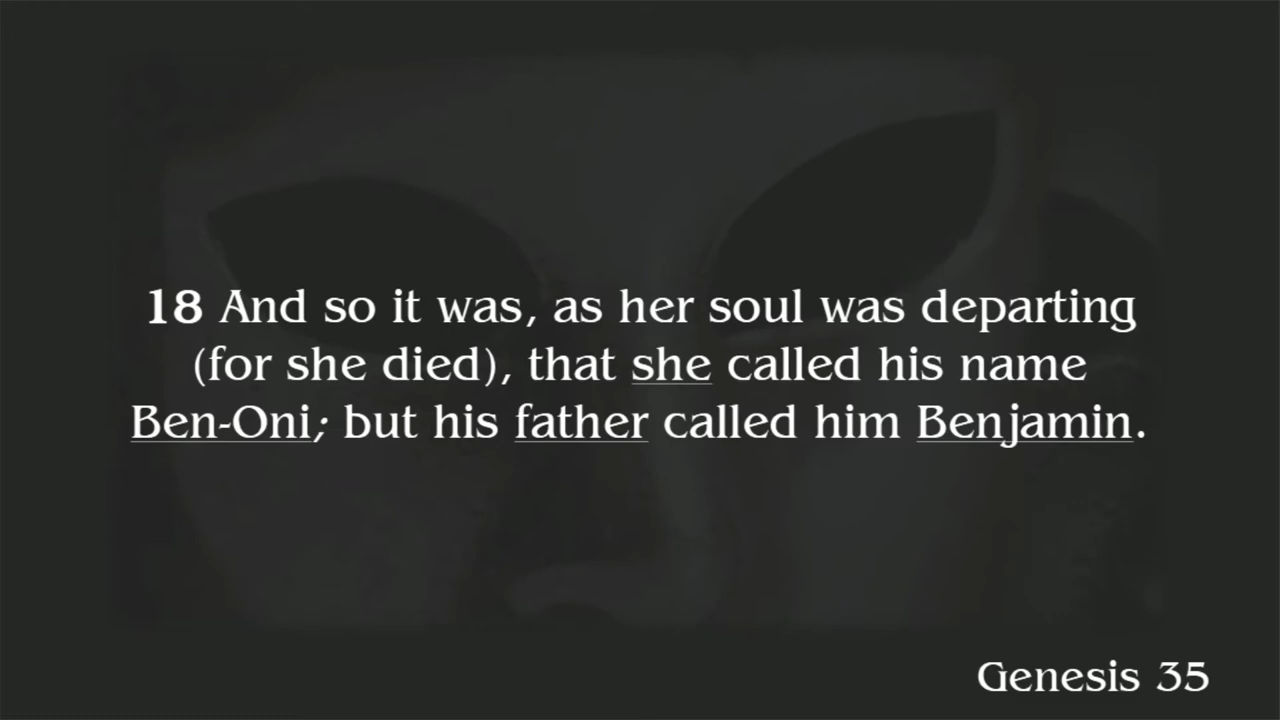 18 And so it was, as her soul was departing
(for she died), that she called his name
Ben-Oni; but his father called him Benjamin.
Genesis 35